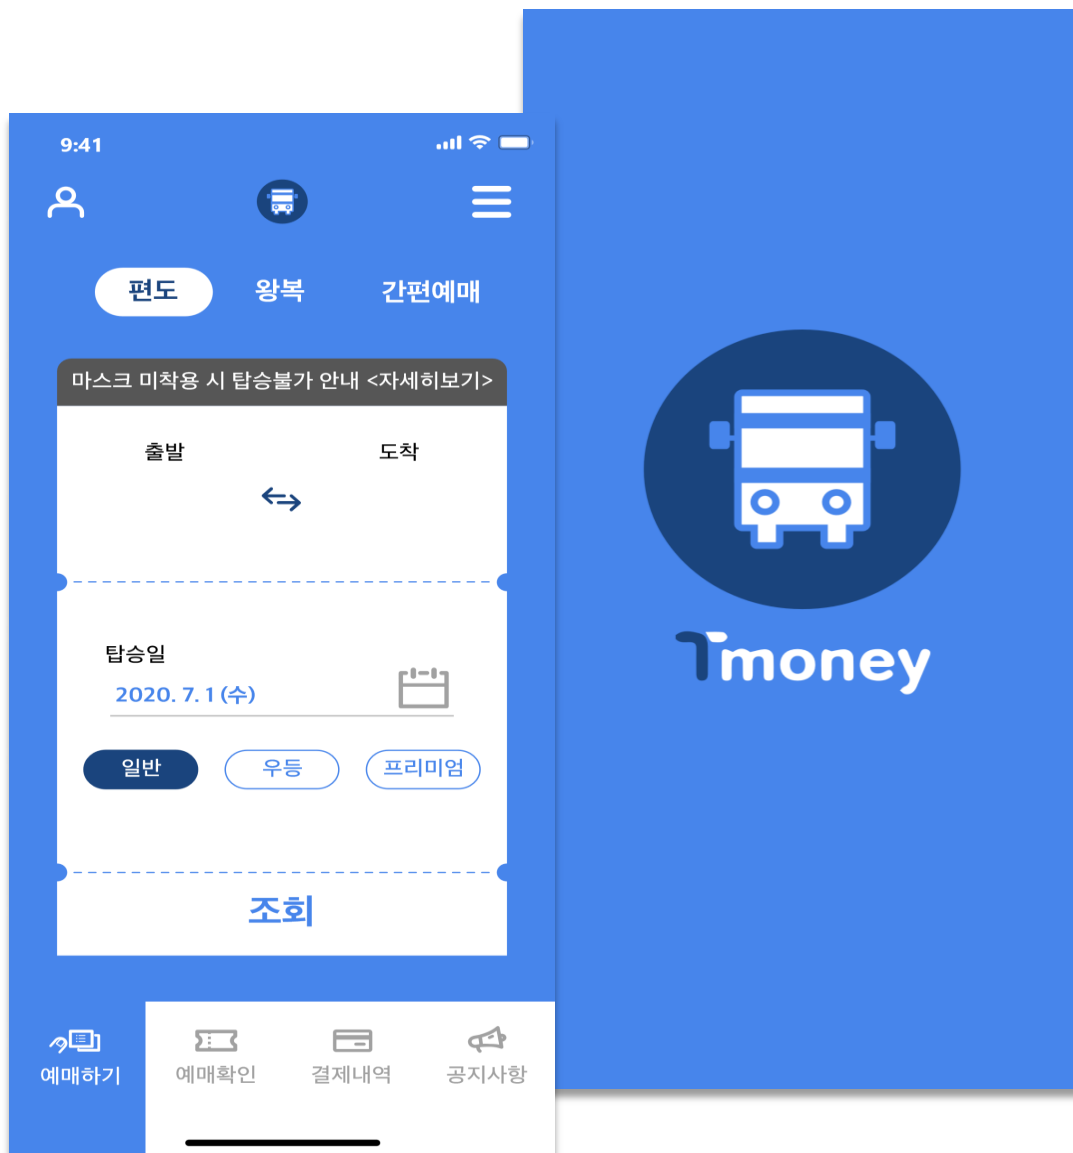 9:41
편도 왕복 간편예매
마스크 미착용 시 탑승불가 안내 <자세히보기>
출발 도착
탑승일
2020. 7. 1 (수)
일반 우등 프리미엄
조회
예매하기 예매확인 결제내역 공지사항
Tmoney